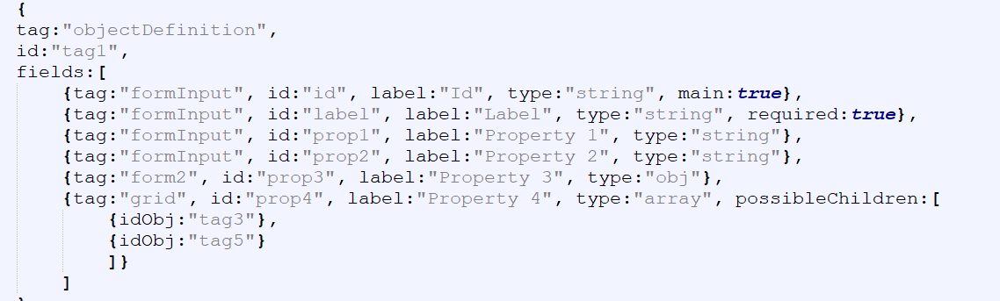 {
tag:"objectDefinition",
id:"tag1",
fields:[
{tag:"formInput", id:"id", label:"Id", type:"string", main:true},
{tag:"formInput", id:"label", label:"Label", type:"string", required:true},
{tag:"formInput", id:"prop1", label:"Property 1", type:"string"},
{tag:"formInput", id:"prop2", label:"Property 2", type:"string"},
{tag:"form2", id:"prop3", label:"Property 3", type:"obj"},
{tag:"grid", id:"prop4", label:"Property 4", type:"array", possibleChildren:[
{idObj:"tag3"},
{idObj:"tag5"}
]}
]